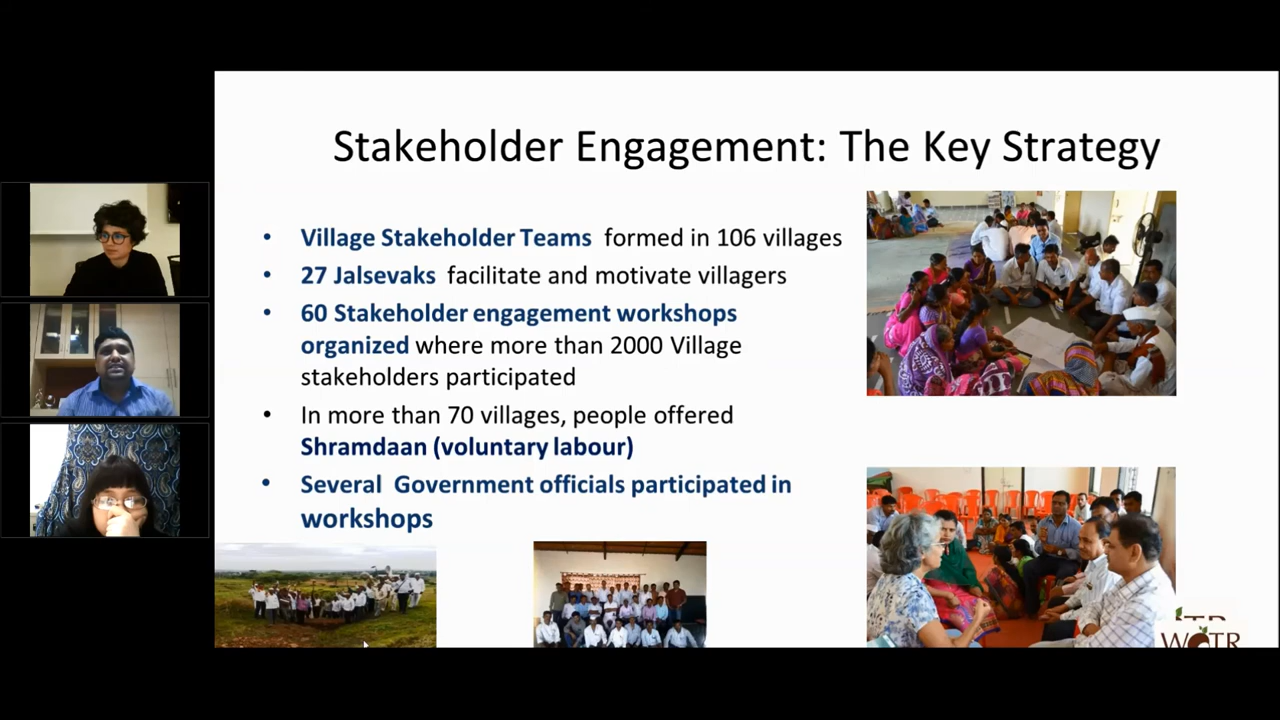 Stakeholder Engagement: The Key Strategy
• Village Stakeholder Teams formed in 106 villages
• 27 Jalsevaks facilitate and motivate villagers
• 60 Stakeholder engagement workshops
organized where more than 2000 Village
stakeholders participated
• In more than 70 villages, people offered
Shramdaan (voluntary labour)
• Several Government officials participated in
workshops
WOTR